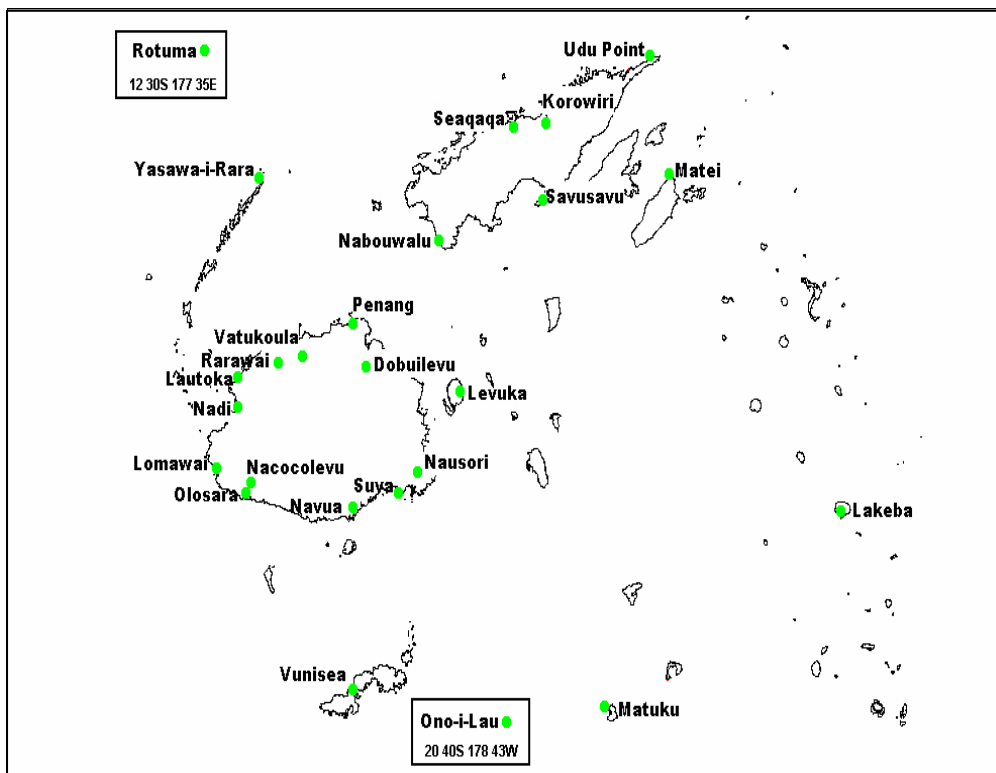 Rotuma
12 30S 177 35E
Udu Point
Korowiri
Seaqaqa
Yasawa-i-Rara
Matei
Savusavu
Nabouwalu
Penang
Vatukoula
Rarawai
Dobuilevu
Lautoka
Levuka
Nadi
Lomawai
Nacocolevu
Nausori
Olosara
Suva
Navua
Lakeba
Vunisea
Ono-i-Lau
20 40S 178 43W
Matuku